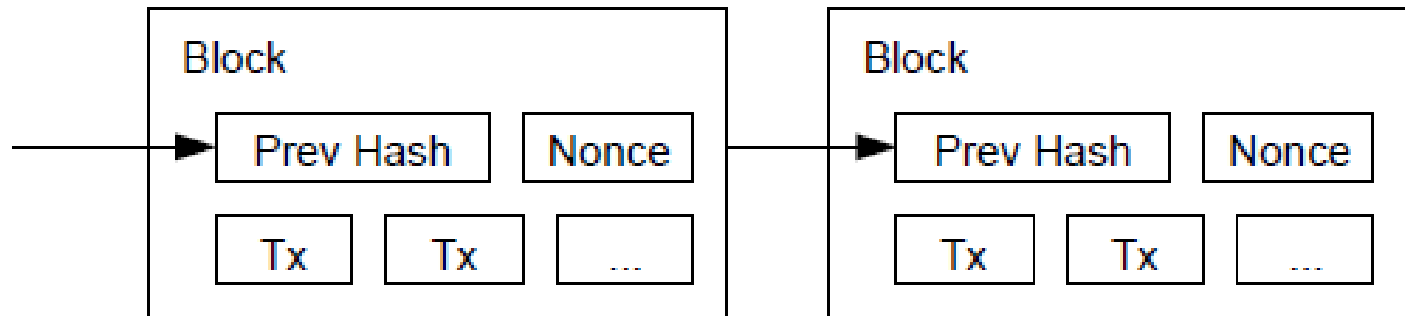 Block Block
Prev Hash Nonce Prev Hash Nonce
Tx Tx ... Tx Tx ...